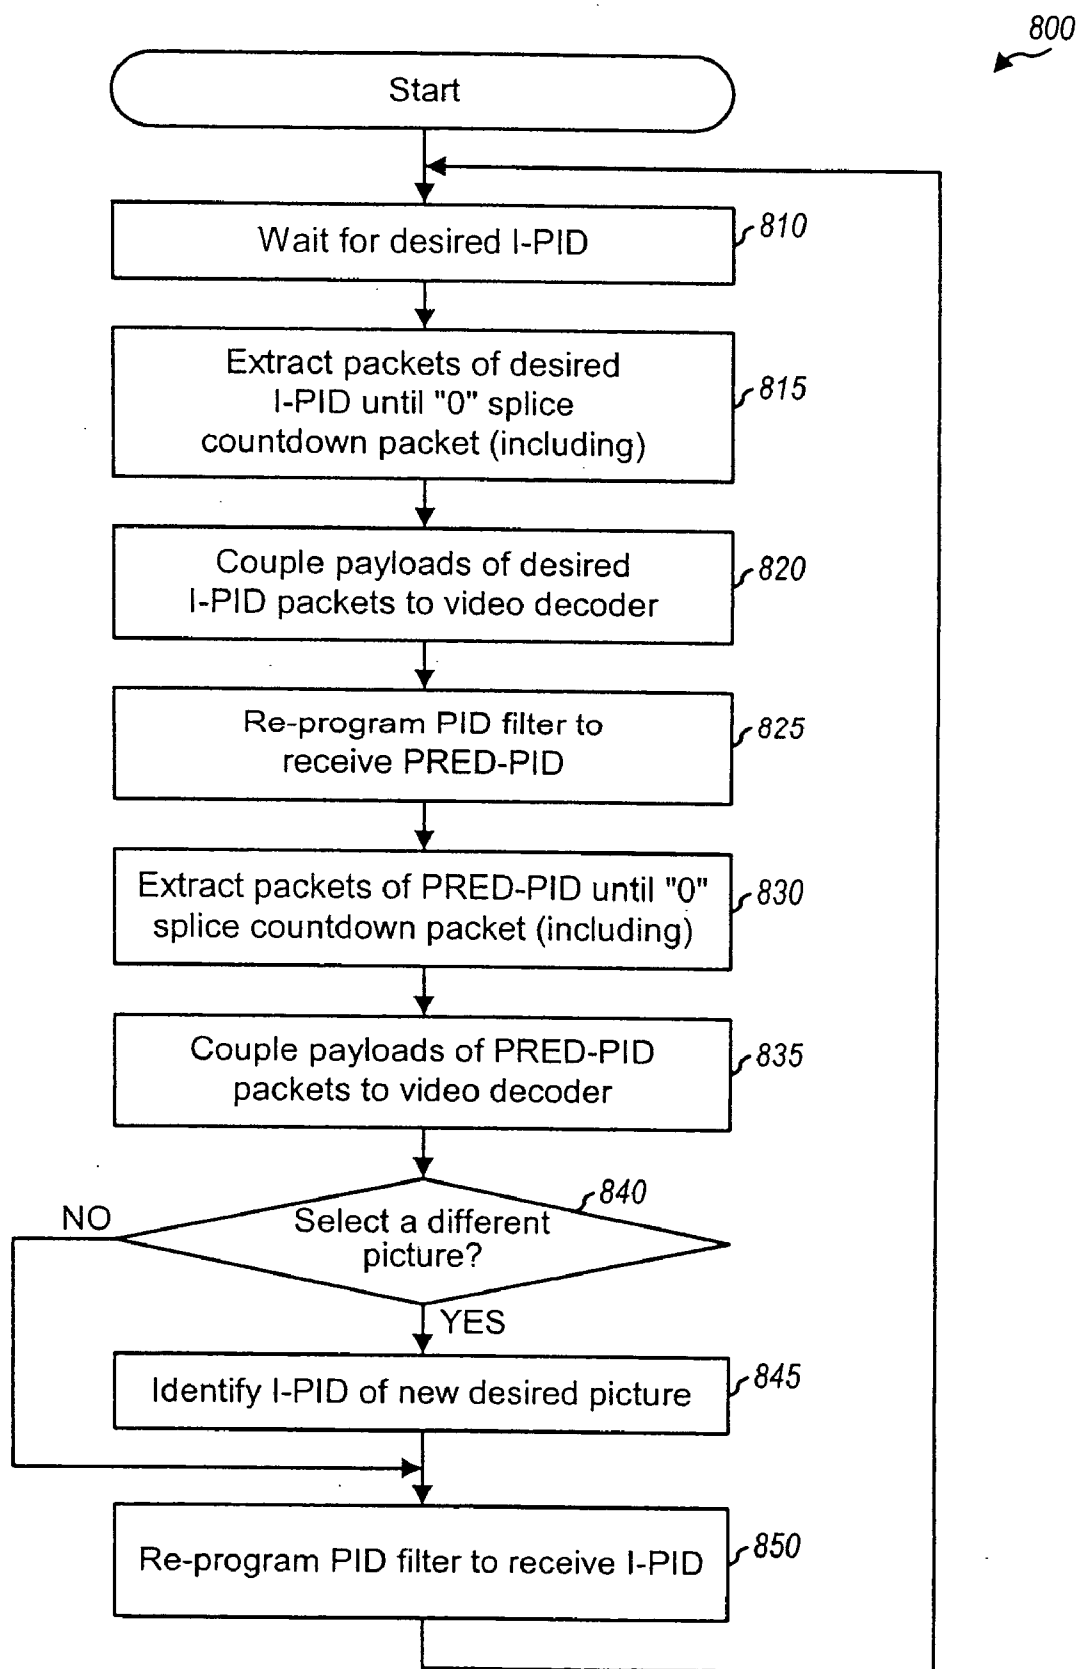 800
Start
Wait for desired I-PID
810
Extract packets of desired
I-PID until "0" splice
countdown packet (including)
815
Couple payloads of desired
I-PID packets to video decoder
820
Re-program PID filter to
receive PRED-PID
825
Extract packets of PRED-PID until "0"
splice countdown packet (including)
830
Couple payloads of PRED-PID
packets to video decoder
835
840
NO
Select a different
picture?
YES
Identify I-PID of new desired picture
845
Re-program PID filter to receive I-PID
850